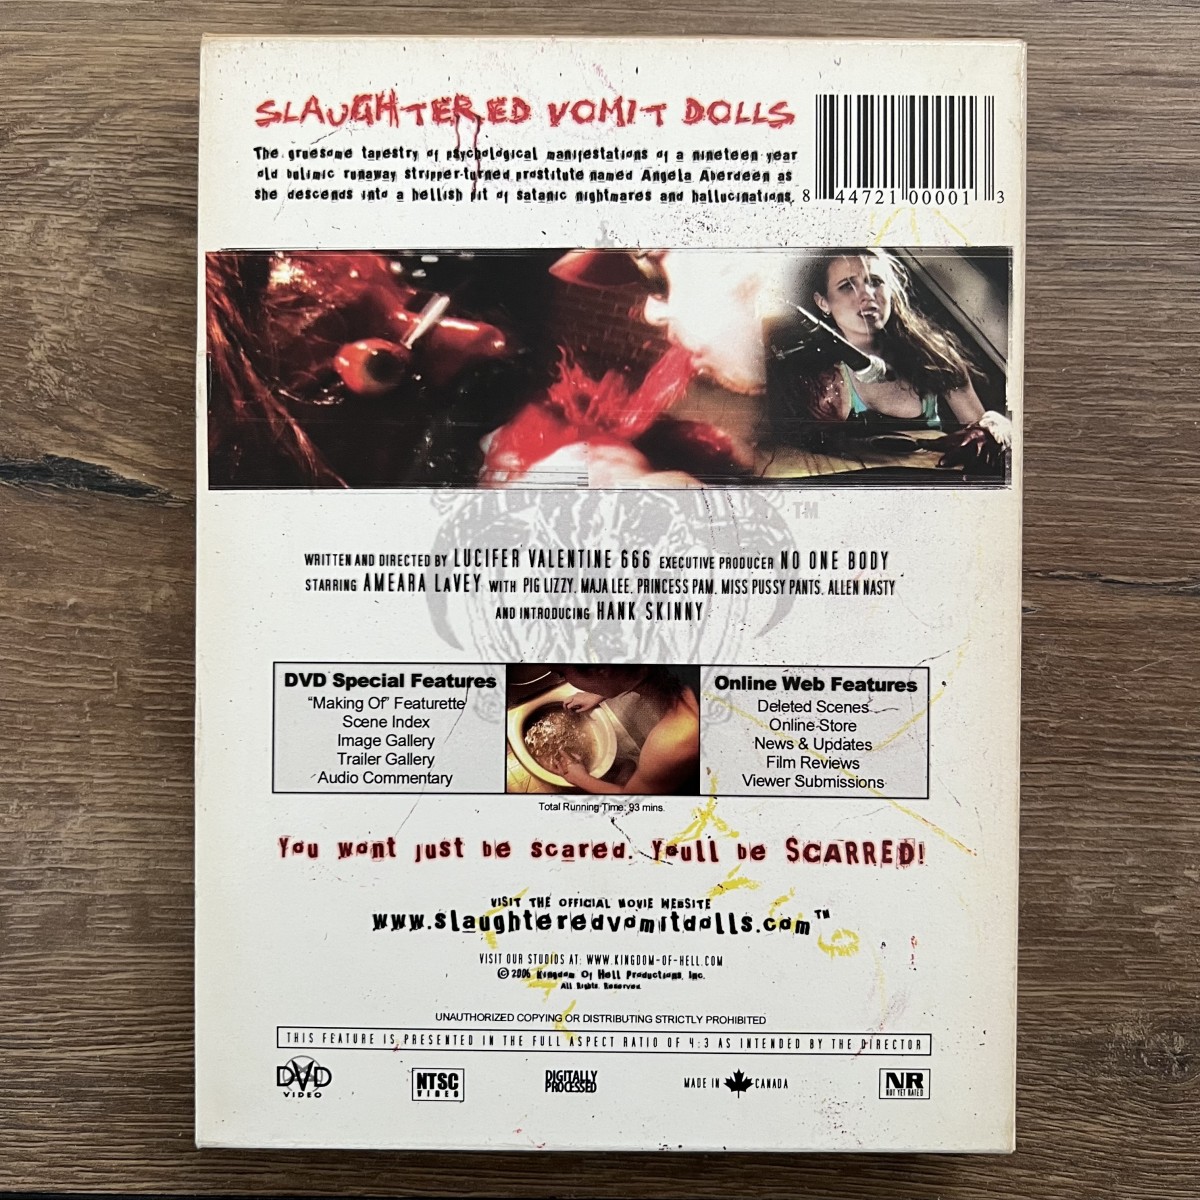 SLAUGHTERED VOMIT DOLLS
The gruesome tapestry of psychological manifestations of a nineteen year
old bulimic runaway stripper-turned prostitute named Angela Aberdeen as
she descends into a hellish pit of satanic nightmares and hallucinations.
8 44721 00001 3
TM
WRITTEN AND DIRECTED BY LUCIFER VALENTINE 666 EXECUTIVE PRODUCER NO ONE BODY
STARRING AMEARA LaVEY WITH PIG LIZZY, MAJA LEE, PRINCESS PAM, MISS PUSSY PANTS, ALLEN NASTY
AND INTRODUCING HANK SKINNY
DVD Special Features
"Making Of" Featurette
Scene Index
Image Gallery
Trailer Gallery
Audio Commentary
Online Web Features
Deleted Scenes
Online Store
News & Updates
Film Reviews
Viewer Submissions
Total Running Time: 93 mins.
You wont just be scared. Youll be SCARRED!
VISIT THE OFFICIAL MOVIE WEBSITE
www.slaughteredvomitdolls.com™
VISIT OUR STUDIOS AT: WWW.KINGDOM-OF-HELL.COM
© 2006 Kingdom Of Hell Productions, Inc.
All Rights Reserved
UNAUTHORIZED COPYING OR DISTRIBUTING STRICTLY PROHIBITED
THIS FEATURE IS PRESENTED IN THE FULL ASPECT RATIO OF 4:3 AS INTENDED BY THE DIRECTOR
DVD
VIDEO
NTSC
VIDEO
DIGITALLY
PROCESSED
MADE IN CANADA
NR
NOT YET RATED